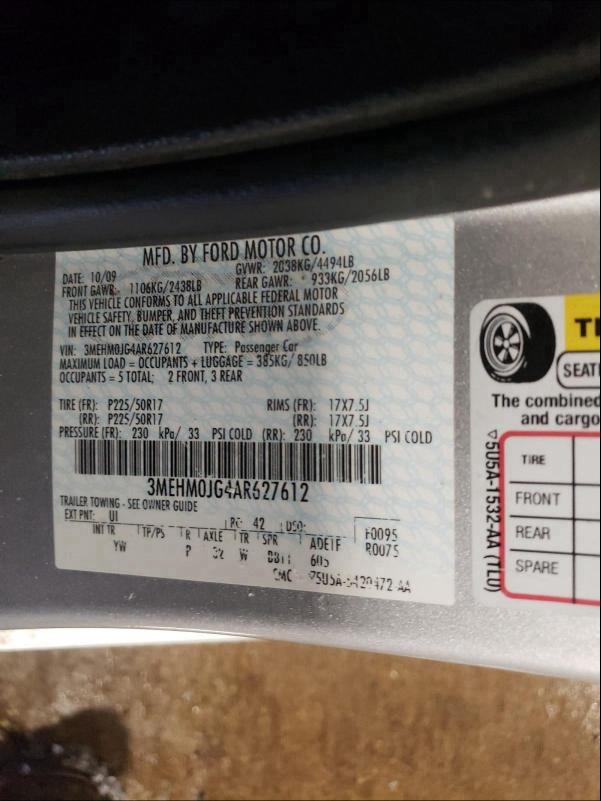 MFD. BY FORD MOTOR CO.
DATE: 10/09 GVWR: 2038KG/4494LB
FRONT GAWR: 1106KG/2438LB REAR GAWR: 933KG/2056LB
THIS VEHICLE CONFORMS TO ALL APPLICABLE FEDERAL MOTOR
VEHICLE SAFETY, BUMPER, AND THEFT PREVENTION STANDARDS
IN EFFECT ON THE DATE OF MANUFACTURE SHOWN ABOVE.
VIN: 3MEHM0JG4AR627612 TYPE: Passenger Car
MAXIMUM LOAD = OCCUPANTS + LUGGAGE = 385KG/ 850LB
OCCUPANTS = 5 TOTAL; 2 FRONT, 3 REAR
TIRE (FR): P225/50R17 RIMS (FR): 17X7.5J
(RR): P225/50R17 (RR): 17X7.5J
PRESSURE (FR): 230 kPa/ 33 PSI COLD (RR): 230 kPa/ 33 PSI COLD
3MEHM0JG4AR627612
TRAILER TOWING - SEE OWNER GUIDE
EXT PNT: UI RC: 42 DSO: F0095
INT TR TP/PS R AXLE TR SPR R0075
YW P 32 W
TI
SEATI
The combined
and cargo
TIRE
FRONT
REAR
SPARE
5U5A-1532-AA (TLU)